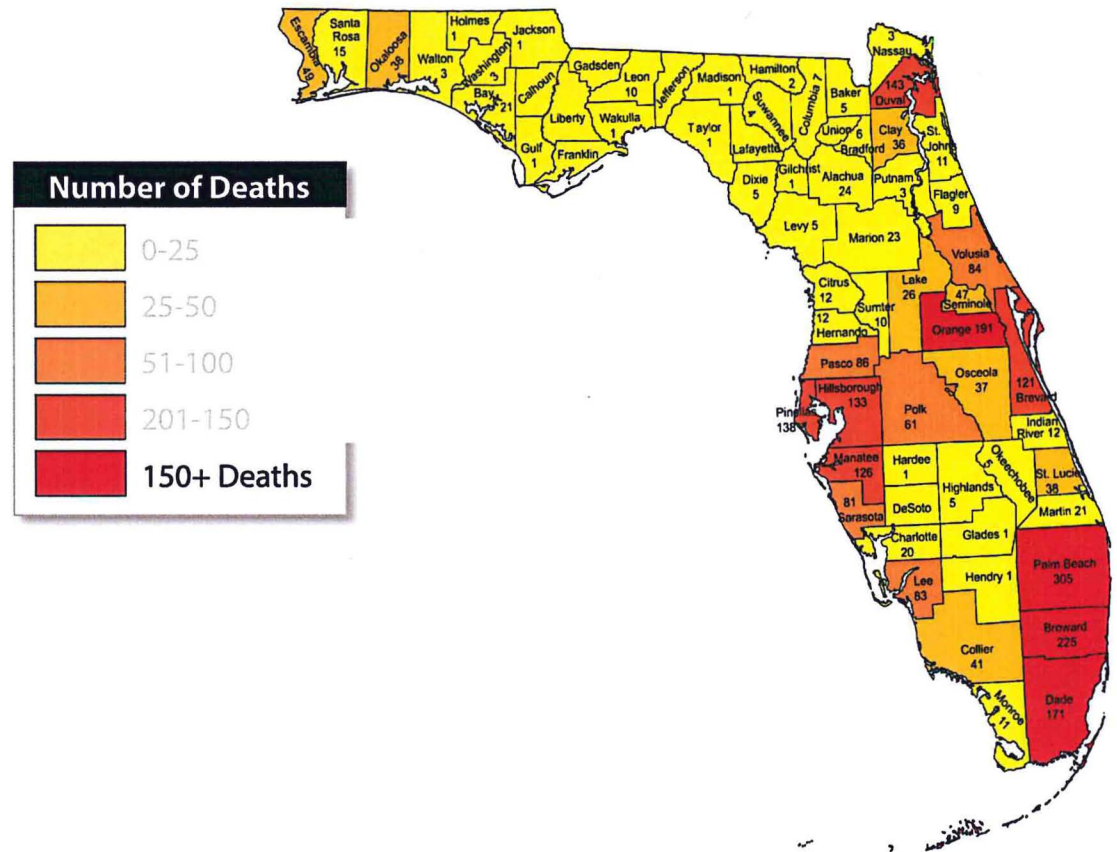 Number of Deaths
0-25
25-50
51-100
201-150
150+ Deaths
Escambia
49
Santa
Rosa
15
Okaloosa
38
Walton
3
Holmes
1
Washington
3
Jackson
1
Bay
21
Calhoun
Gulf
1
Liberty
Franklin
Gadsden
Leon
10
Wakulla
1
Jefferson
Madison
1
Taylor
1
Hamilton
2
Suwannee
4
Lafayette
Columbia 7
Dixie
5
Gilchrist
1
Baker
5
Union
6
Bradford
Alachua
24
3
Nassau
143
Duval
Clay
36
St.
Johns
11
Putnam
3
Flagler
9
Levy 5
Marion 23
Volusia
84
Citrus
12
Sumter
10
Lake
26
47
Seminole
12
Hernando
Orange 191
Pasco 86
Osceola
37
121
Brevard
Hillsborough
133
Pinellas
138
Polk
61
Indian
River 12
Manatee
126
Hardee
1
Highlands
5
Okeechobee
5
St. Lucie
38
81
Sarasota
DeSoto
Martin 21
Charlotte
20
Glades 1
Lee
83
Hendry 1
Palm Beach
305
Broward
225
Collier
41
Dade
171
Monroe
11